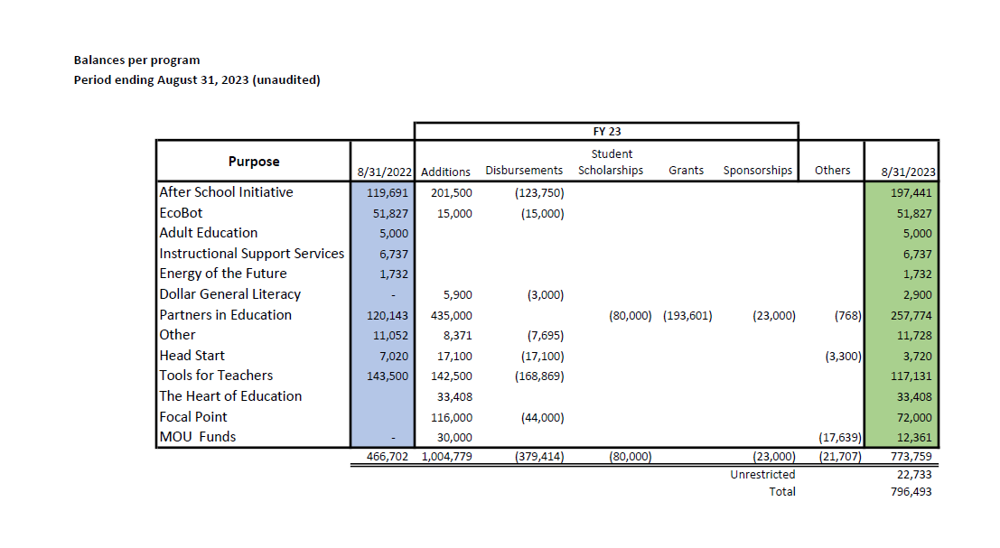 Balances per program
Period ending August 31, 2023 (unaudited)
FY 23
Purpose 8/31/2022 Additions Disbursements Student Scholarships Grants Sponsorships Others 8/31/2023
After School Initiative 119,691 201,500 (123,750) 197,441
EcoBot 51,827 15,000 (15,000) 51,827
Adult Education 5,000 5,000
Instructional Support Services 6,737 6,737
Energy of the Future 1,732 1,732
Dollar General Literacy - 5,900 (3,000) 2,900
Partners in Education 120,143 435,000 (80,000) (193,601) (23,000) (768) 257,774
Other 11,052 8,371 (7,695) 11,728
Head Start 7,020 17,100 (17,100) (3,300) 3,720
Tools for Teachers 143,500 142,500 (168,869) 117,131
The Heart of Education 33,408 33,408
Focal Point 116,000 (44,000) 72,000
MOU Funds - 30,000 (17,639) 12,361
466,702 1,004,779 (379,414) (80,000) (23,000) (21,707) 773,759
Unrestricted 22,733
Total 796,493